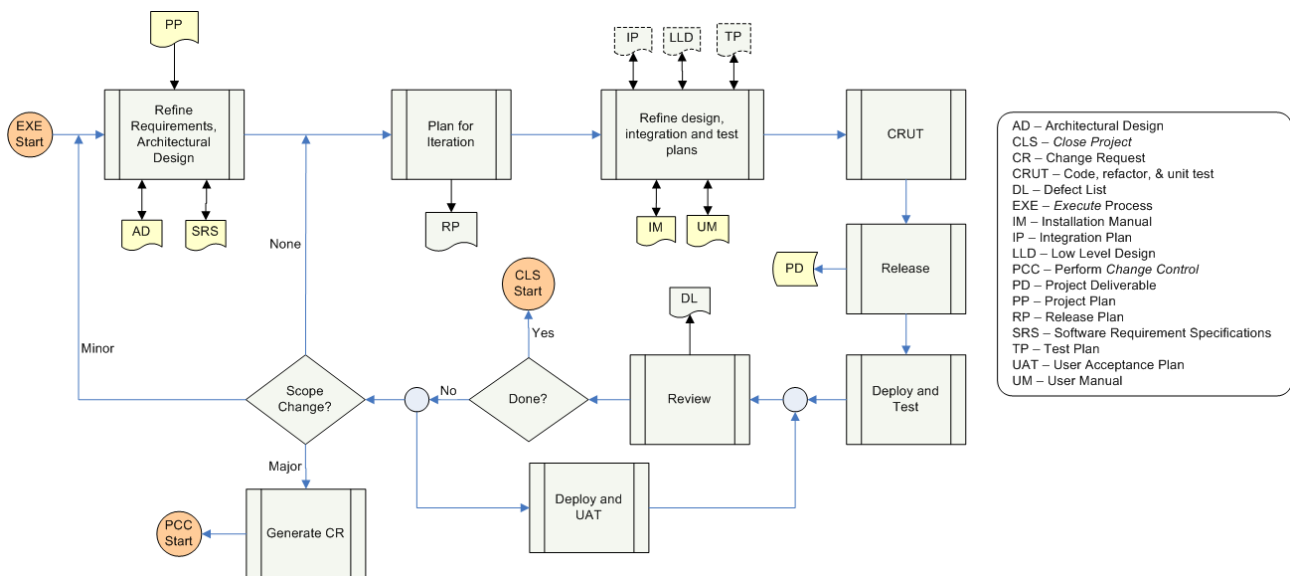 PP
IP
LLD
TP
EXE
Start
Refine
Requirements,
Architectural
Design
Plan for
Iteration
Refine design,
integration and test
plans
CRUT
AD
SRS
RP
IM
UM
None
Minor
CLS
Start
Yes
DL
PD
Release
Scope
Change?
No
Done?
Review
Deploy and
Test
Major
Generate CR
PCC
Start
Deploy and
UAT
AD – Architectural Design
CLS – Close Project
CR – Change Request
CRUT – Code, refactor, & unit test
DL – Defect List
EXE – Execute Process
IM – Installation Manual
IP – Integration Plan
LLD – Low Level Design
PCC – Perform Change Control
PD – Project Deliverable
PP – Project Plan
RP – Release Plan
SRS – Software Requirement Specifications
TP – Test Plan
UAT – User Acceptance Plan
UM – User Manual